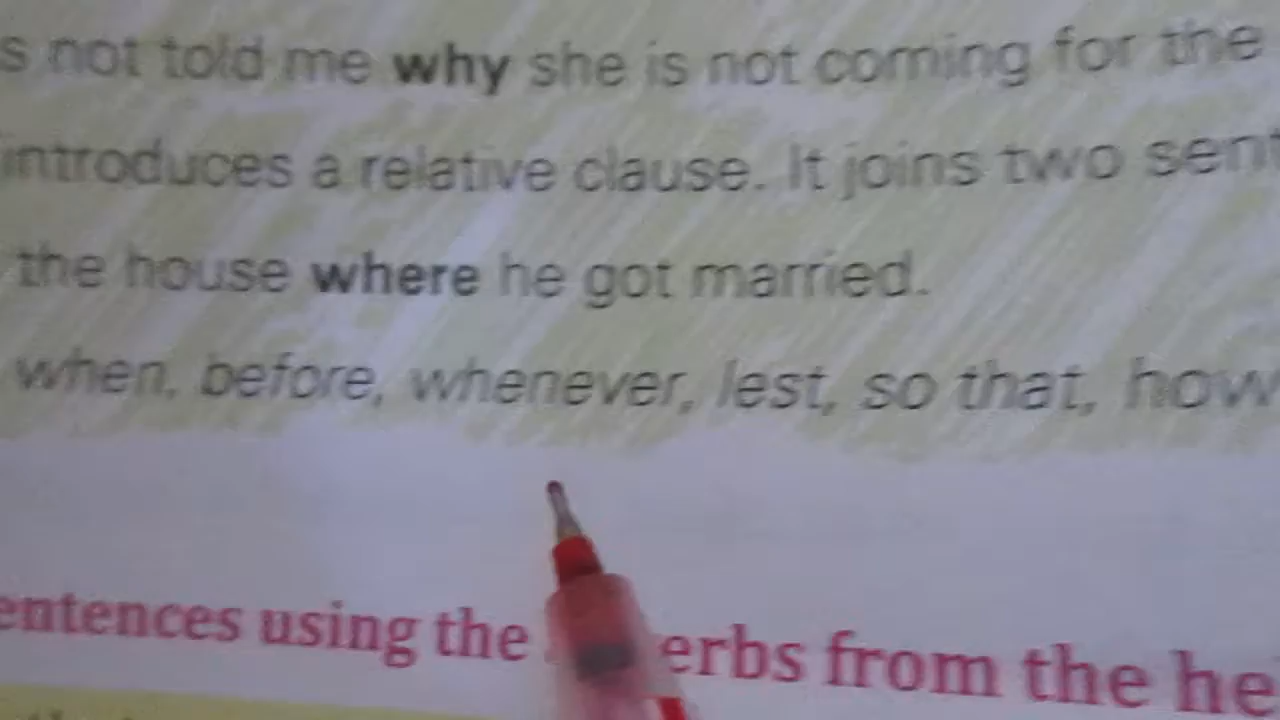 s not told me why she is not coming for the
introduces a relative clause. It joins two sent
the house where he got married.
when, before, whenever, lest, so that, how
entences using the erbs from the he